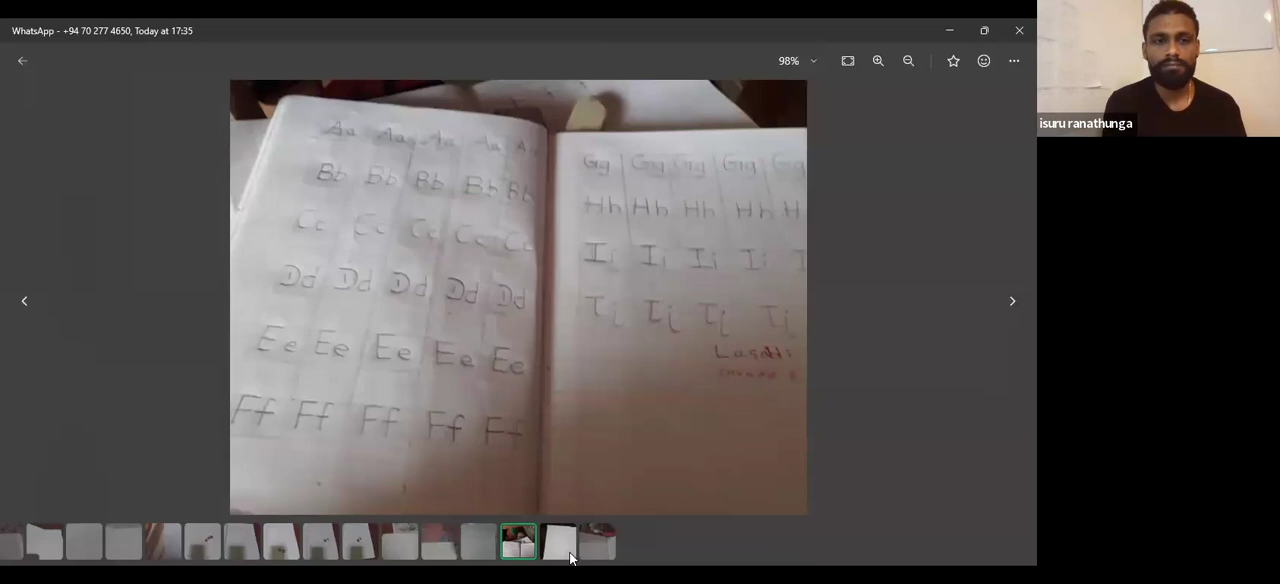 WhatsApp - +94 70 277 4650, Today at 17:35
98%
isuru ranathunga
Aa Aa Aa Aa A
Bb Bb Bb Bb Bb
Cc Cc Cc Cc Cc
Dd Dd Dd Dd Dd
Ee Ee Ee Ee Ee
Ff Ff Ff Ff Ff
Gg Gg Gg Gg Gg
Hh Hh Hh Hh H
Ii Ii Ii Ii I